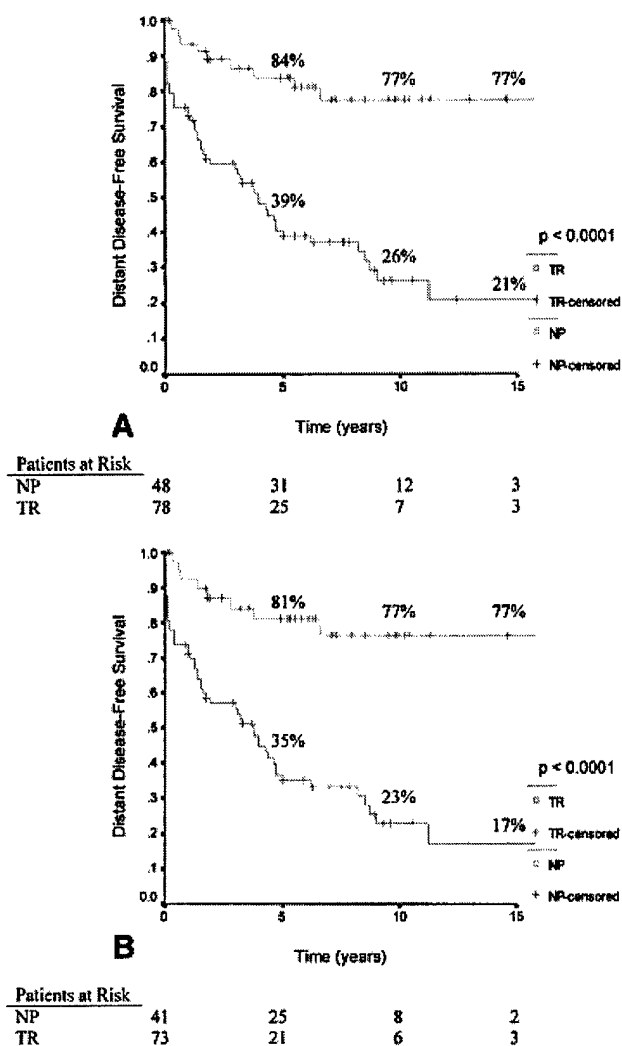 Distant Disease-Free Survival
1.0
.9
.8
.7
.6
.5
.4
.3
.2
.1
0.0
84%
77%
77%
39%
26%
21%
p < 0.0001
TR
TR-censored
NP
NP-censored
0 5 10 15
Time (years)
A
Patients at Risk
NP 48 31 12 3
TR 78 25 7 3
Distant Disease-Free Survival
1.0
.9
.8
.7
.6
.5
.4
.3
.2
.1
0.0
81%
77%
77%
35%
23%
17%
p < 0.0001
TR
TR-censored
NP
NP-censored
0 5 10 15
Time (years)
B
Patients at Risk
NP 41 25 8 2
TR 73 21 6 3